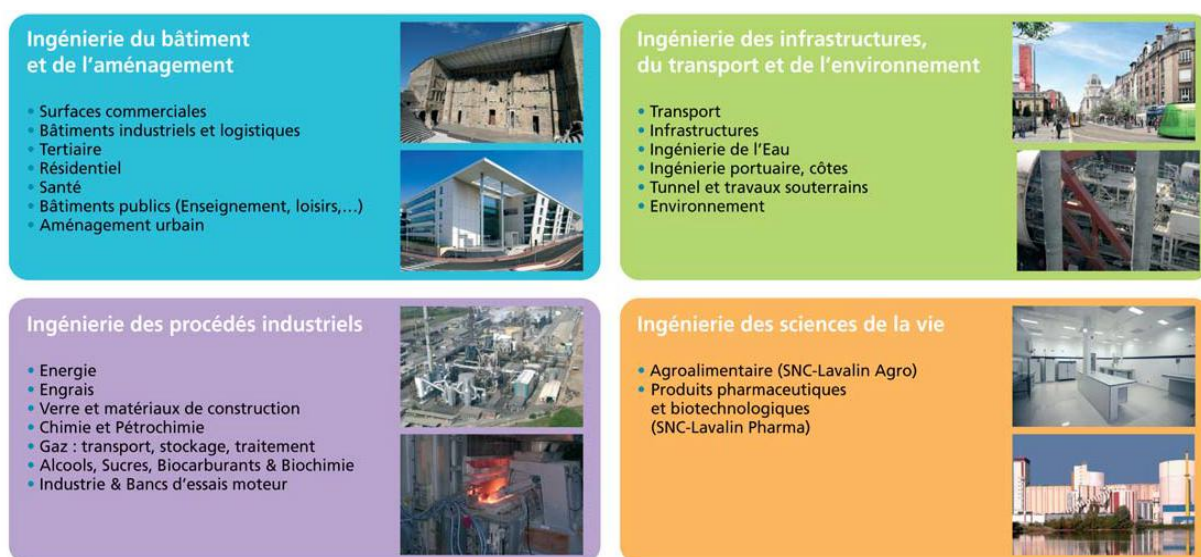 Ingénierie du bâtiment
et de l'aménagement
• Surfaces commerciales
• Bâtiments industriels et logistiques
• Tertiaire
• Résidentiel
• Santé
• Bâtiments publics (Enseignement, loisirs,...)
• Aménagement urbain
Ingénierie des infrastructures,
du transport et de l'environnement
• Transport
• Infrastructures
• Ingénierie de l'Eau
• Ingénierie portuaire, côtes
• Tunnel et travaux souterrains
• Environnement
Ingénierie des procédés industriels
• Energie
• Engrais
• Verre et matériaux de construction
• Chimie et Pétrochimie
• Gaz : transport, stockage, traitement
• Alcools, Sucres, Biocarburants & Biochimie
• Industrie & Bancs d'essais moteur
Ingénierie des sciences de la vie
• Agroalimentaire (SNC-Lavalin Agro)
• Produits pharmaceutiques
et biotechnologiques
(SNC-Lavalin Pharma)